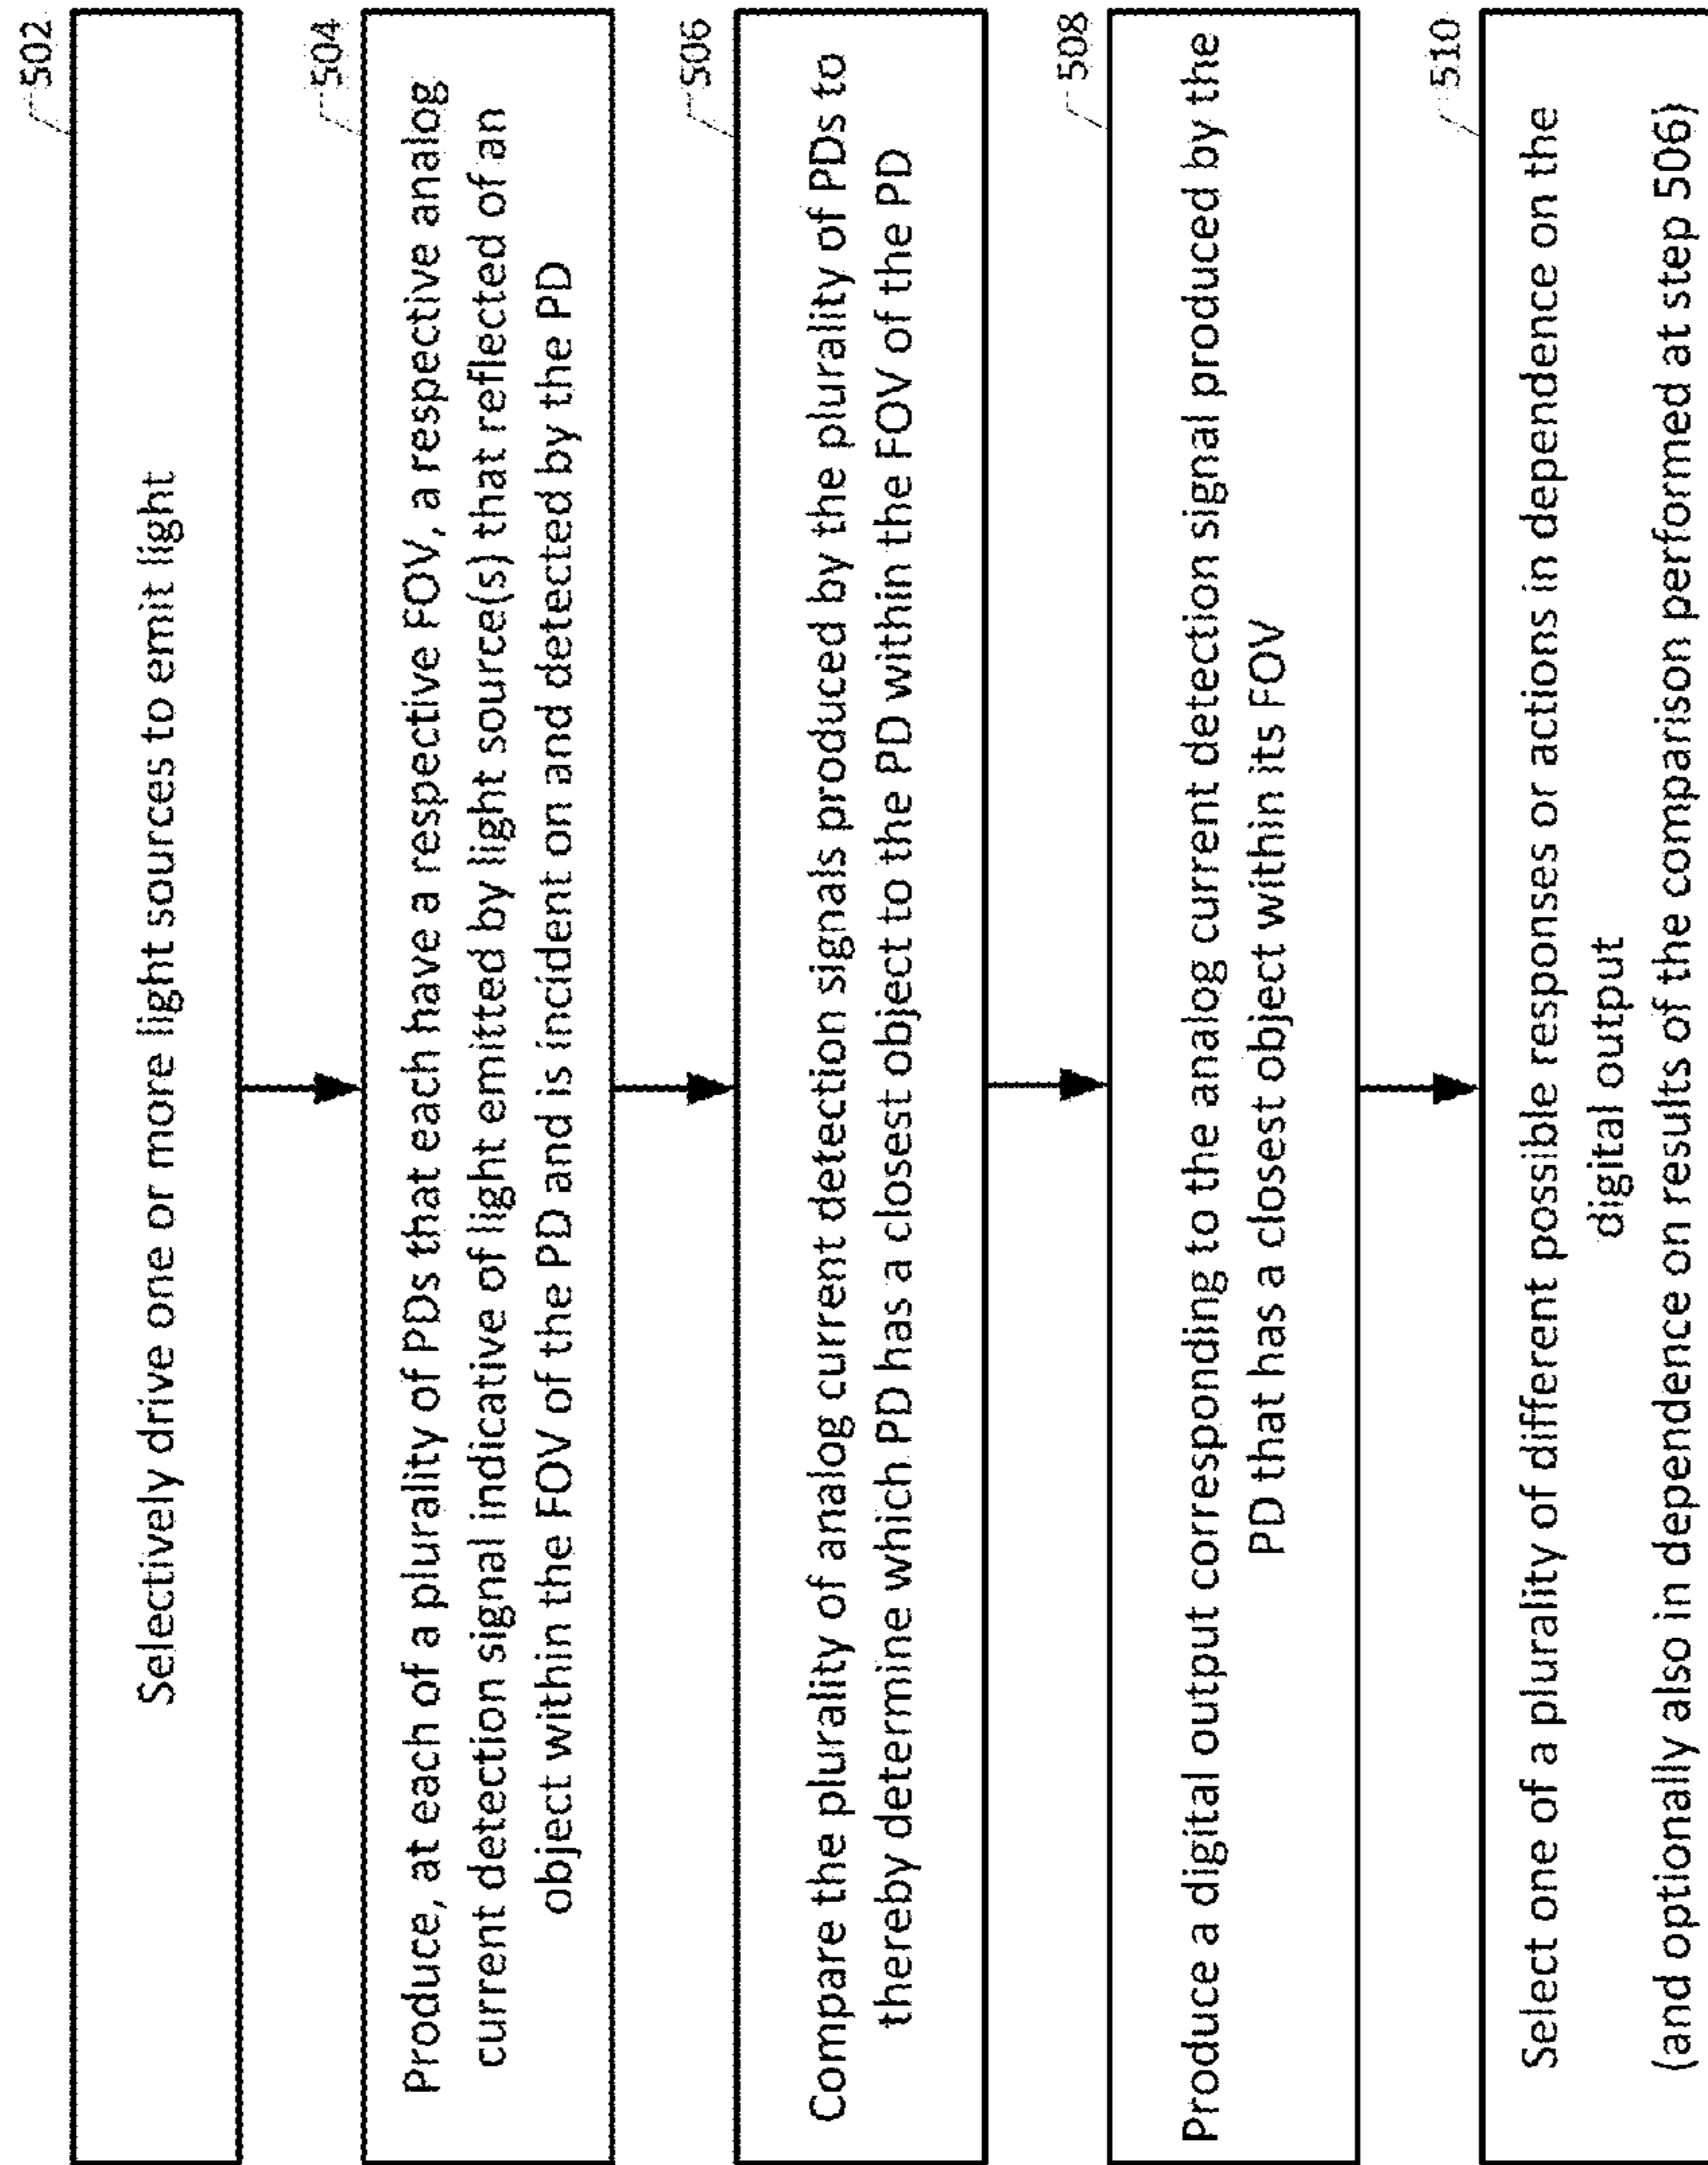 502
Selectively drive one or more light sources to emit light
504
Produce, at each of a plurality of PDs that each have a respective FOV, a respective analog
current detection signal indicative of light emitted by light source(s) that reflected of an
object within the FOV of the PD and is incident on and detected by the PD
506
Compare the plurality of analog current detection signals produced by the plurality of PDs to
thereby determine which PD has a closest object to the PD within the FOV of the PD
508
Produce a digital output corresponding to the analog current detection signal produced by the
PD that has a closest object within its FOV
510
Select one of a plurality of different possible responses or actions in dependence on the
digital output
(and optionally also in dependence on results of the comparison performed at step 506)